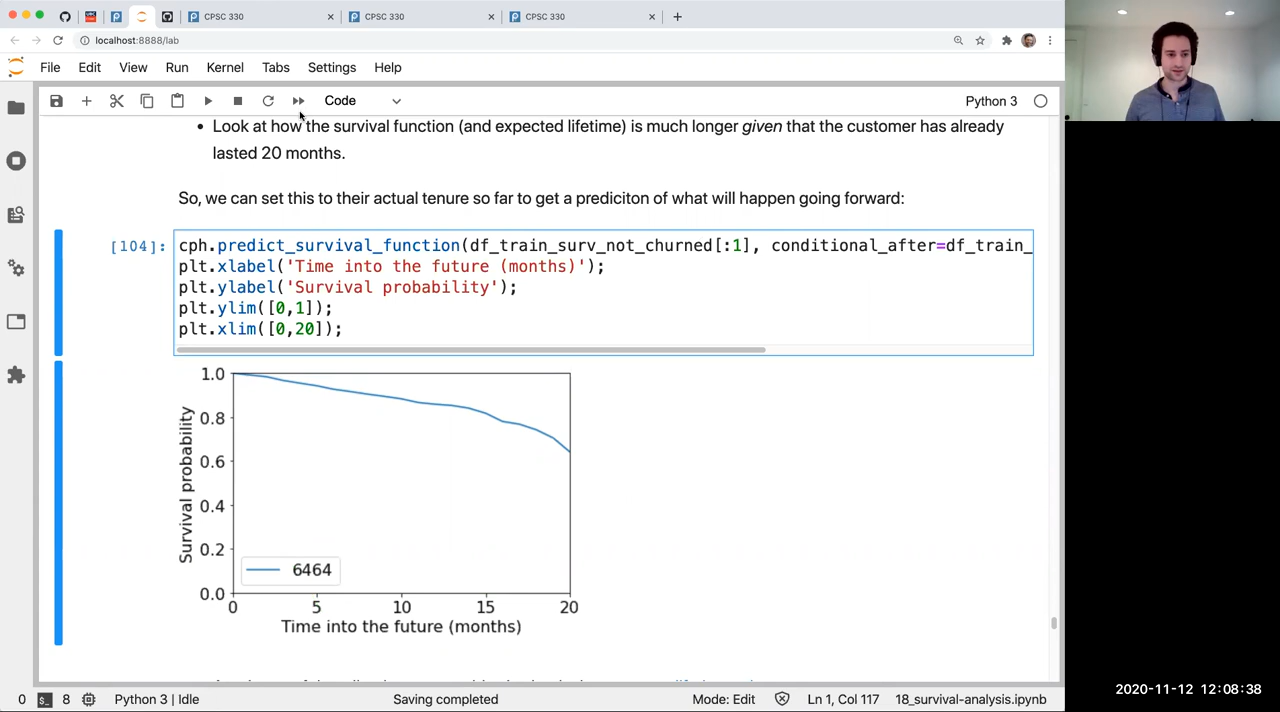 CPSC 330
CPSC 330
CPSC 330
localhost:8888/lab
File Edit View Run Kernel Tabs Settings Help
Code
Python 3
• Look at how the survival function (and expected lifetime) is much longer given that the customer has already
lasted 20 months.
So, we can set this to their actual tenure so far to get a prediciton of what will happen going forward:
[104]:
cph.predict_survival_function(df_train_surv_not_churned[:1], conditional_after=df_train_
plt.xlabel('Time into the future (months)');
plt.ylabel('Survival probability');
plt.ylim([0,1]);
plt.xlim([0,20]);
1.0
0.8
0.6
0.4
0.2
0.0
Survival probability
6464
0 5 10 15 20
Time into the future (months)
0 $_ 8 Python 3 | Idle Saving completed Mode: Edit Ln 1, Col 117 18_survival-analysis.ipynb
2020-11-12 12:08:38